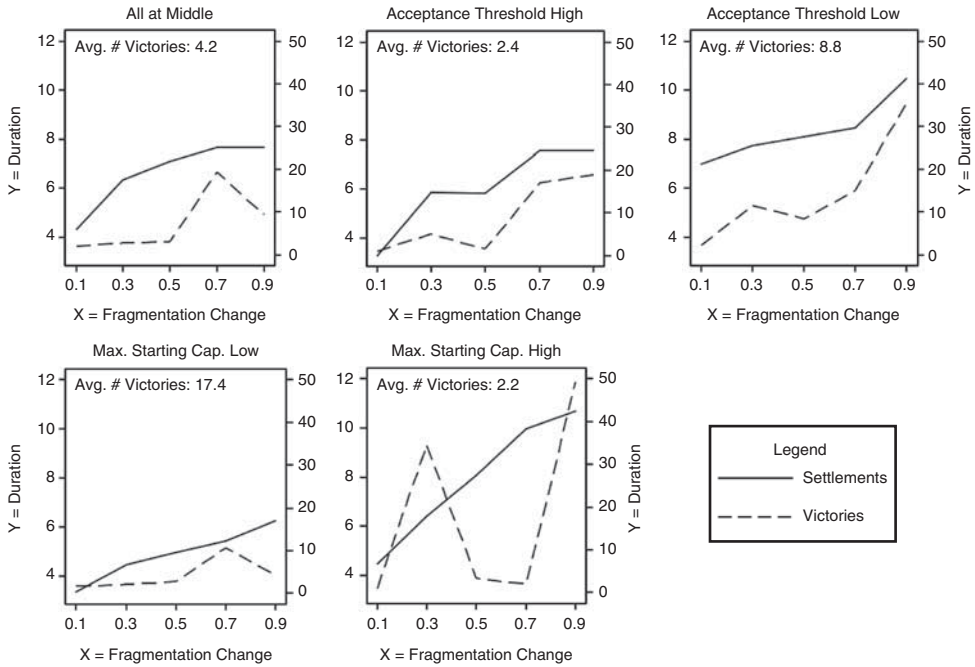 All at Middle
Acceptance Threshold High
Acceptance Threshold Low
Avg. # Victories: 4.2
Avg. # Victories: 2.4
Avg. # Victories: 8.8
12
10
8
6
4
50
40
30
20
10
0
12
10
8
6
4
50
40
30
20
10
0
12
10
8
6
4
50
40
30
20
10
0
Y = Duration
Y = Duration
0.1 0.3 0.5 0.7 0.9
0.1 0.3 0.5 0.7 0.9
0.1 0.3 0.5 0.7 0.9
X = Fragmentation Change
X = Fragmentation Change
X = Fragmentation Change
Max. Starting Cap. Low
Max. Starting Cap. High
Avg. # Victories: 17.4
Avg. # Victories: 2.2
12
10
8
6
4
50
40
30
20
10
0
12
10
8
6
4
50
40
30
20
10
0
Y = Duration
Y = Duration
0.1 0.3 0.5 0.7 0.9
0.1 0.3 0.5 0.7 0.9
X = Fragmentation Change
X = Fragmentation Change
Legend
Settlements
Victories